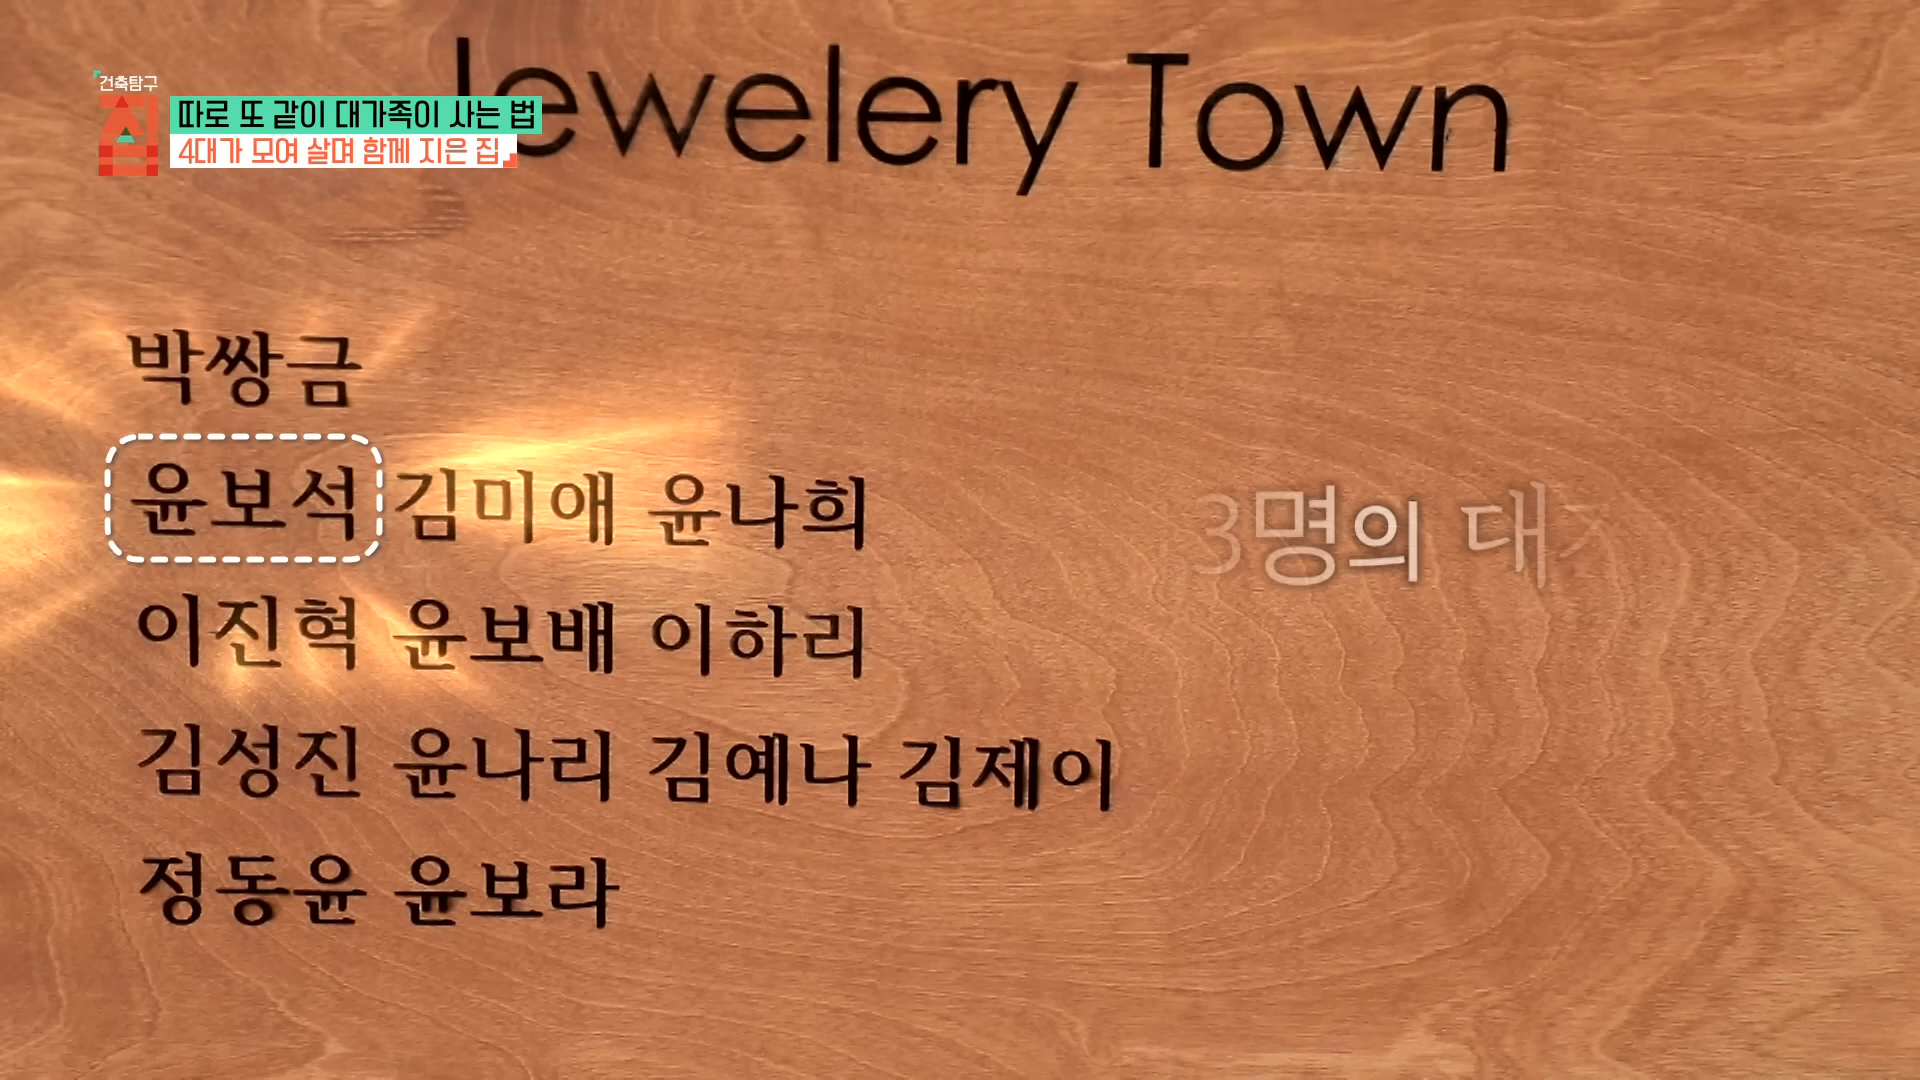 Jewelery Town
건축탐구
집
따로 또 같이 대가족이 사는 법
4대가 모여 살며 함께 지은 집
박쌍금
윤보석 김미애 윤나희
3명의
이진혁 윤보배 이하리
김성진 윤나리 김예나 김제이
정동윤 윤보라